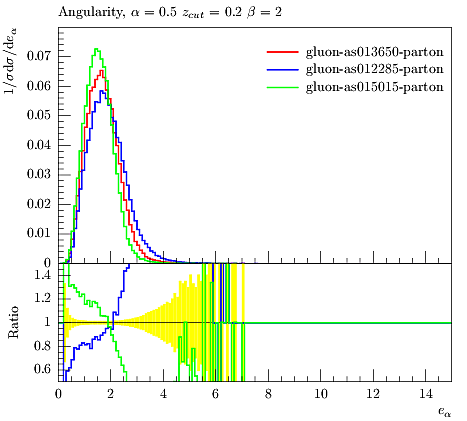 Angularity, α = 0.5 z_cut = 0.2 β = 2
1/σ dσ/de_α
gluon-as013650-parton
gluon-as012285-parton
gluon-as015015-parton
0.07
0.06
0.05
0.04
0.03
0.02
0.01
0
Ratio
1.4
1.2
1
0.8
0.6
0 2 4 6 8 10 12 14
e_α